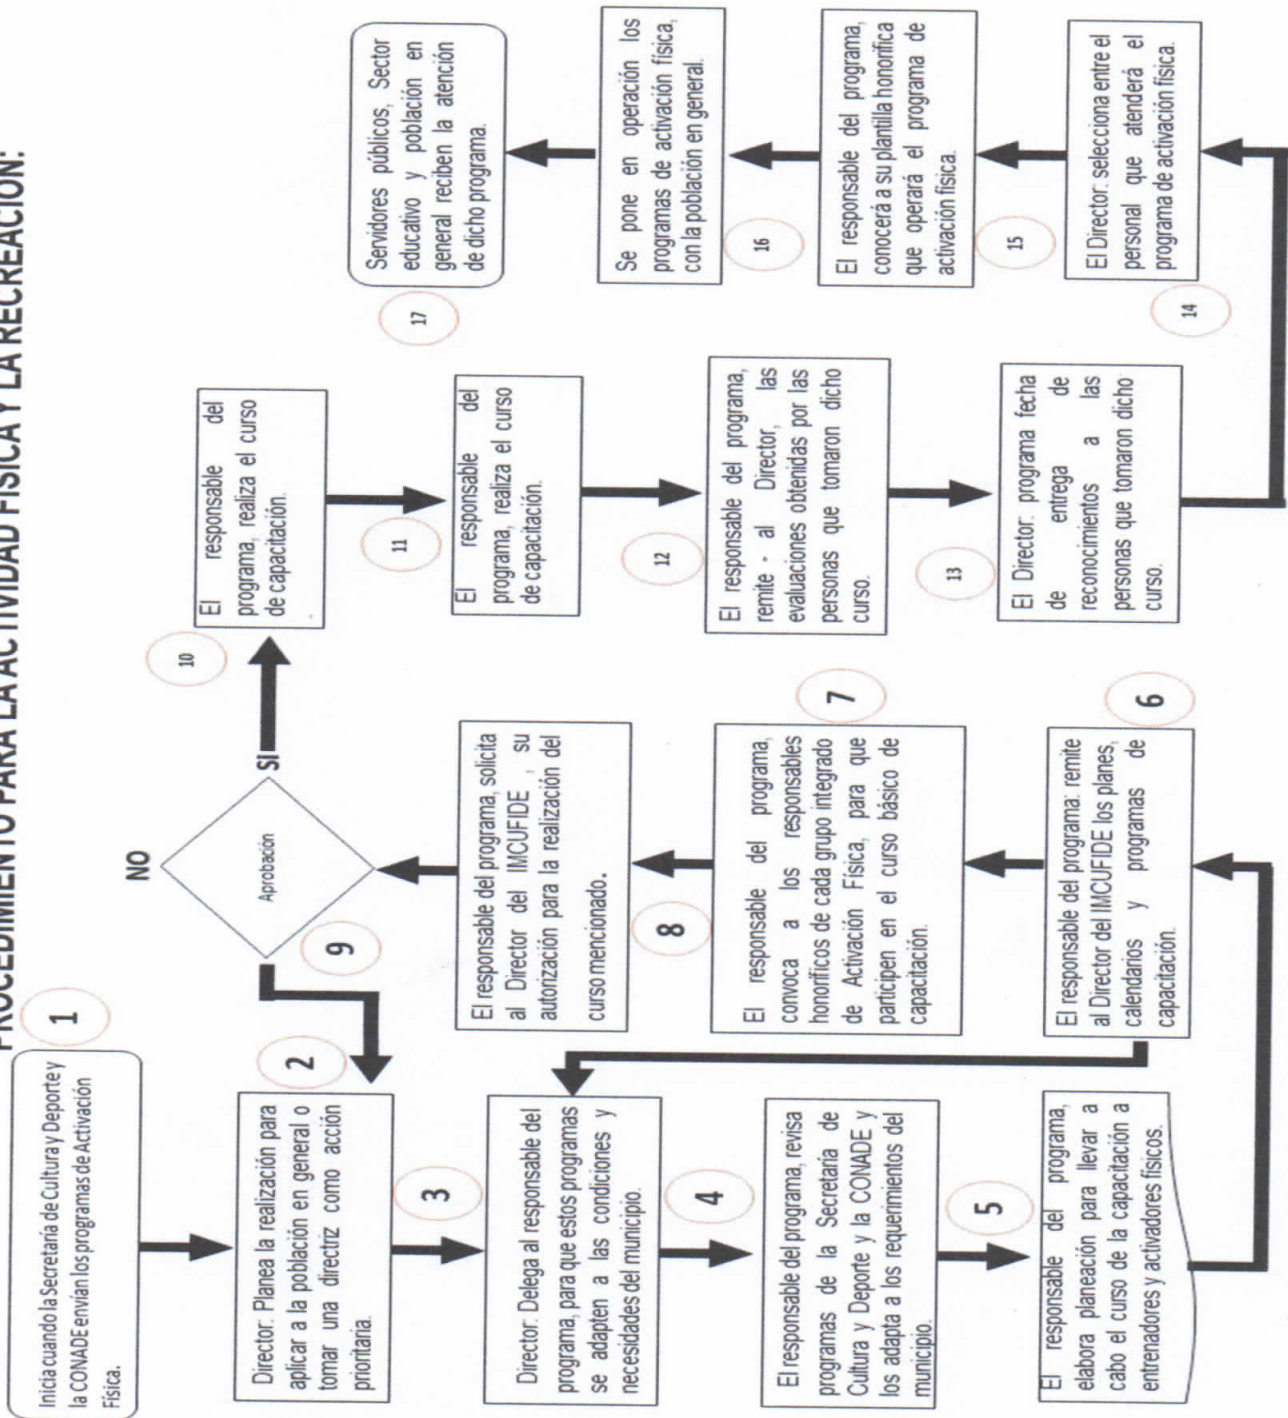 PROCEDIMIENTO PARA LA ACTIVIDAD FÍSICA Y LA RECREACIÓN:
1
Inicia cuando la Secretaría de Cultura y Deporte y
la CONADE envían los programas de Activación
Física.
2
Director: Planea la realización para
aplicar a la población en general o
tomar una directriz como acción
prioritaria.
3
Director: Delega al responsable del
programa, para que estos programas
se adapten a las condiciones y
necesidades del municipio.
4
El responsable del programa, revisa
programas de la Secretaría de
Cultura y Deporte y la CONADE y
los adapta a los requerimientos del
municipio.
5
El responsable del programa,
elabora planeación para llevar a
cabo el curso de la capacitación a
entrenadores y activadores físicos.
6
El responsable del programa: remite
al Director del IMCUFIDE los planes,
calendarios y programas de
capacitación.
7
El responsable del programa,
convoca a los responsables
honoríficos de cada grupo integrado
de Activación Física, para que
participen en el curso básico de
capacitación.
8
El responsable del programa, solicita
al Director del IMCUFIDE , su
autorización para la realización del
curso mencionado.
9
Aprobación
NO
SI
10
El responsable del
programa, realiza el curso
de capacitación.
11
El responsable del
programa, realiza el curso
de capacitación.
12
El responsable del programa,
remite · al Director, las
evaluaciones obtenidas por las
personas que tomaron dicho
curso.
13
El Director: programa fecha
de entrega de
reconocimientos a las
personas que tomaron dicho
curso.
14
El Director: selecciona entre el
personal que atenderá el
programa de activación física.
15
El responsable del programa,
conocerá a su plantilla honorífica
que operará el programa de
activación física.
16
Se pone en operación los
programas de activación física,
con la población en general.
17
Servidores públicos, Sector
educativo y población en
general reciben la atención
de dicho programa.